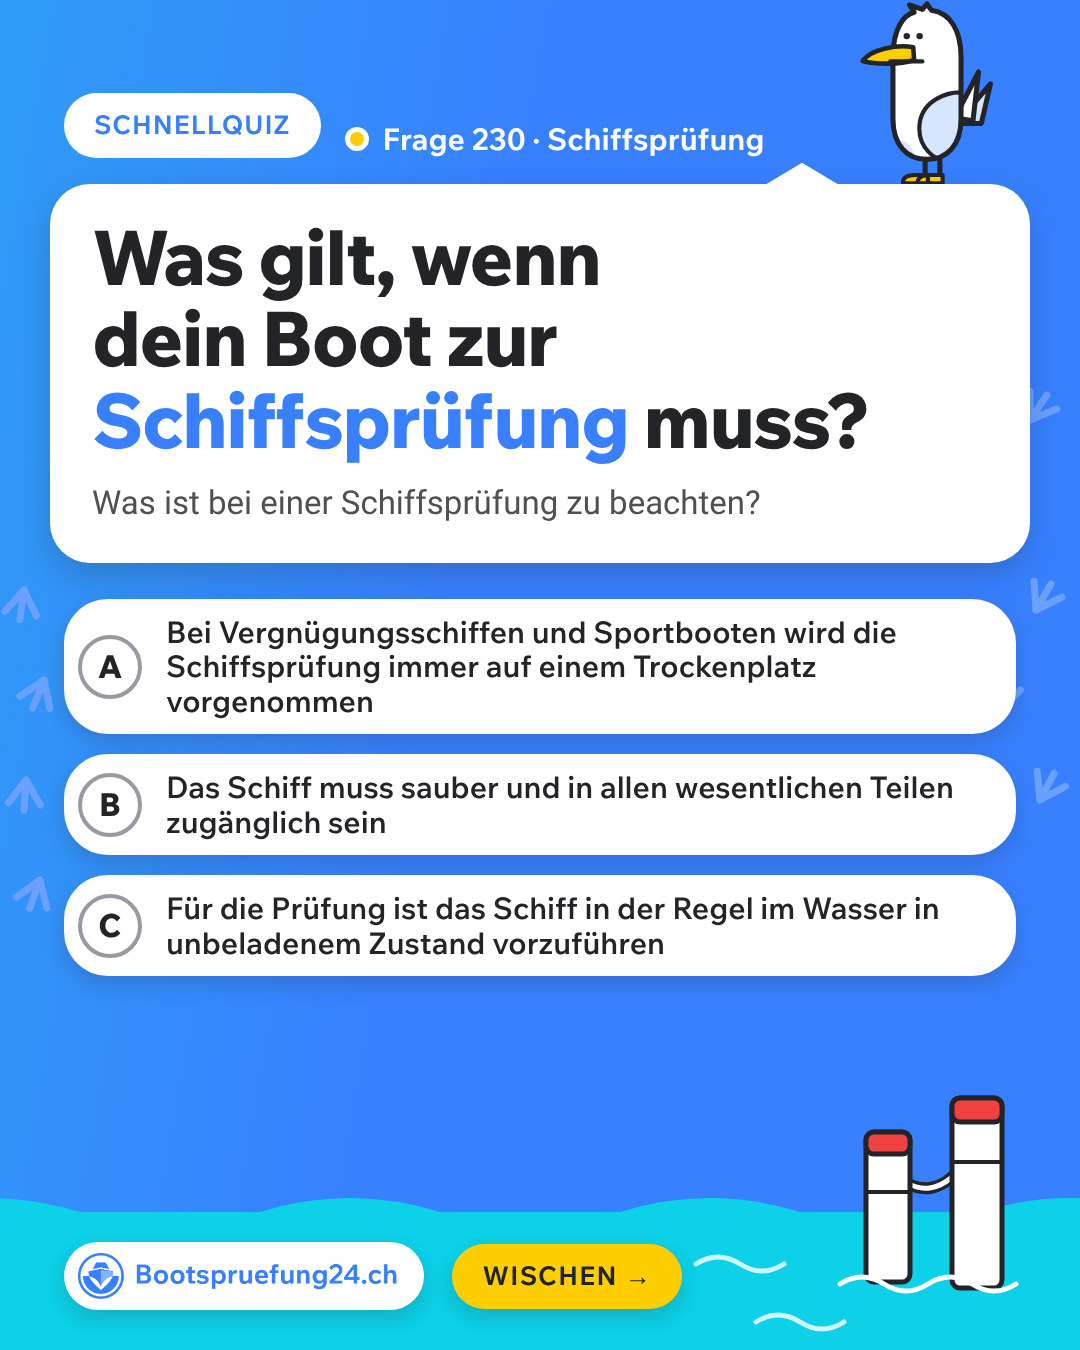 SCHNELLQUIZ
Frage 230 · Schiffsprüfung
Was gilt, wenn
dein Boot zur
Schiffsprüfung muss?
Was ist bei einer Schiffsprüfung zu beachten?
A
Bei Vergnügungsschiffen und Sportbooten wird die
Schiffsprüfung immer auf einem Trockenplatz
vorgenommen
B
Das Schiff muss sauber und in allen wesentlichen Teilen
zugänglich sein
C
Für die Prüfung ist das Schiff in der Regel im Wasser in
unbeladenem Zustand vorzuführen
Bootspruefung24.ch
WISCHEN →